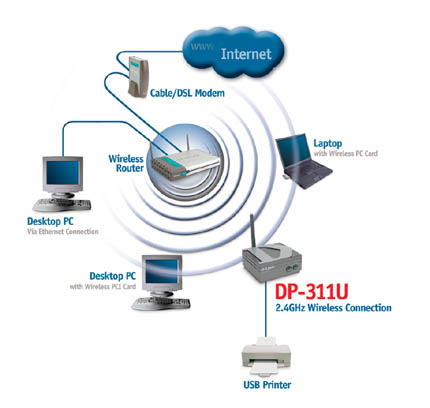 www.
Internet
Cable/DSL Modem
Wireless
Router
Laptop
with Wireless PC Card
Desktop PC
Via Ethernet Connection
Desktop PC
with Wireless PCI Card
DP-311U
2.4GHz Wireless Connection
USB Printer